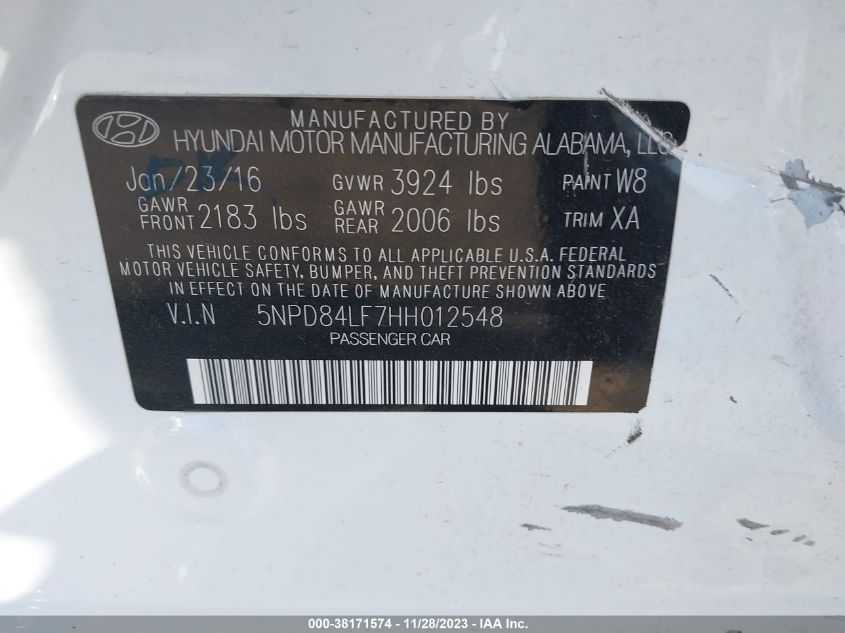 MANUFACTURED BY
HYUNDAI MOTOR MANUFACTURING ALABAMA, LLC
Jan/23/16 GVWR 3924 lbs PAINT W8
GAWR FRONT 2183 lbs GAWR REAR 2006 lbs TRIM XA
THIS VEHICLE CONFORMS TO ALL APPLICABLE U.S.A. FEDERAL
MOTOR VEHICLE SAFETY, BUMPER, AND THEFT PREVENTION STANDARDS
IN EFFECT ON THE DATE OF MANUFACTURE SHOWN ABOVE
V.I.N 5NPD84LF7HH012548
PASSENGER CAR
000-38171574 - 11/28/2023 - IAA Inc.